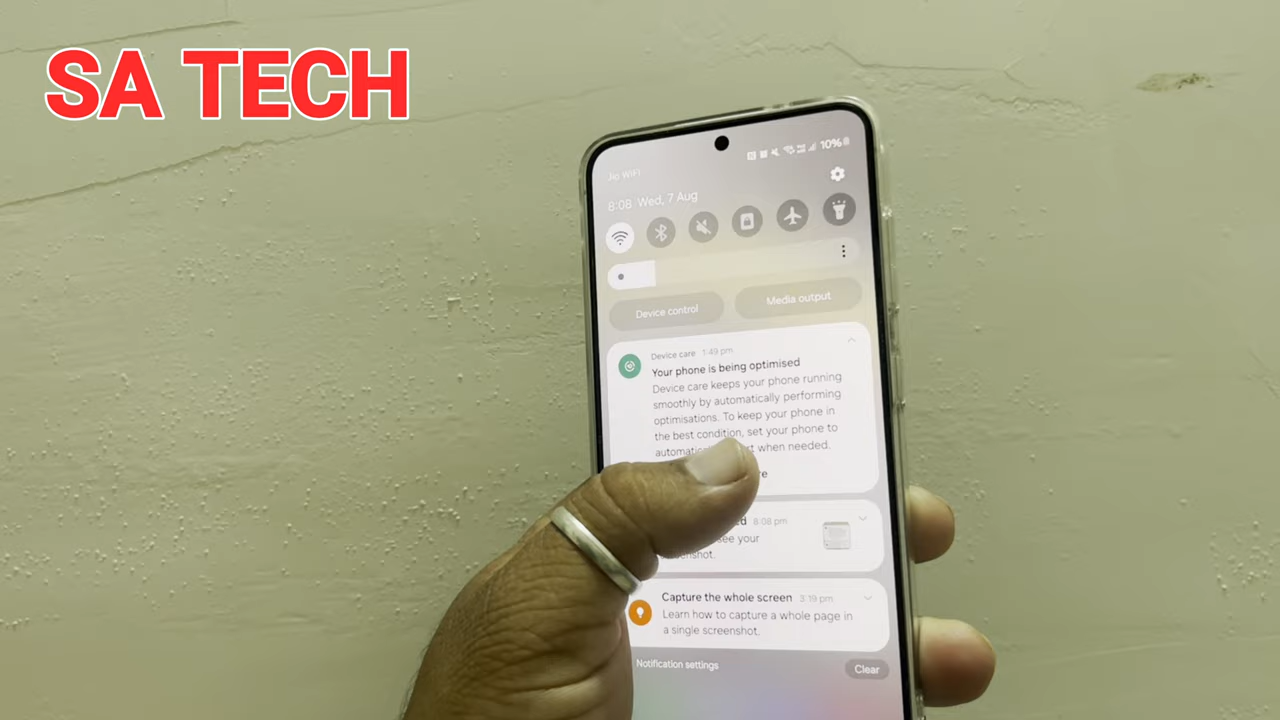 SA TECH
10%
Jio WiFi
8:08 Wed, 7 Aug
Device control
Media output
Device care 1:49 pm
Your phone is being optimised
Device care keeps your phone running
smoothly by automatically performing
optimisations. To keep your phone in
the best condition, set your phone to
when needed.
8:08 pm
see your
Capture the whole screen 3:19 pm
Learn how to capture a whole page in
a single screenshot.
Notification settings
Clear